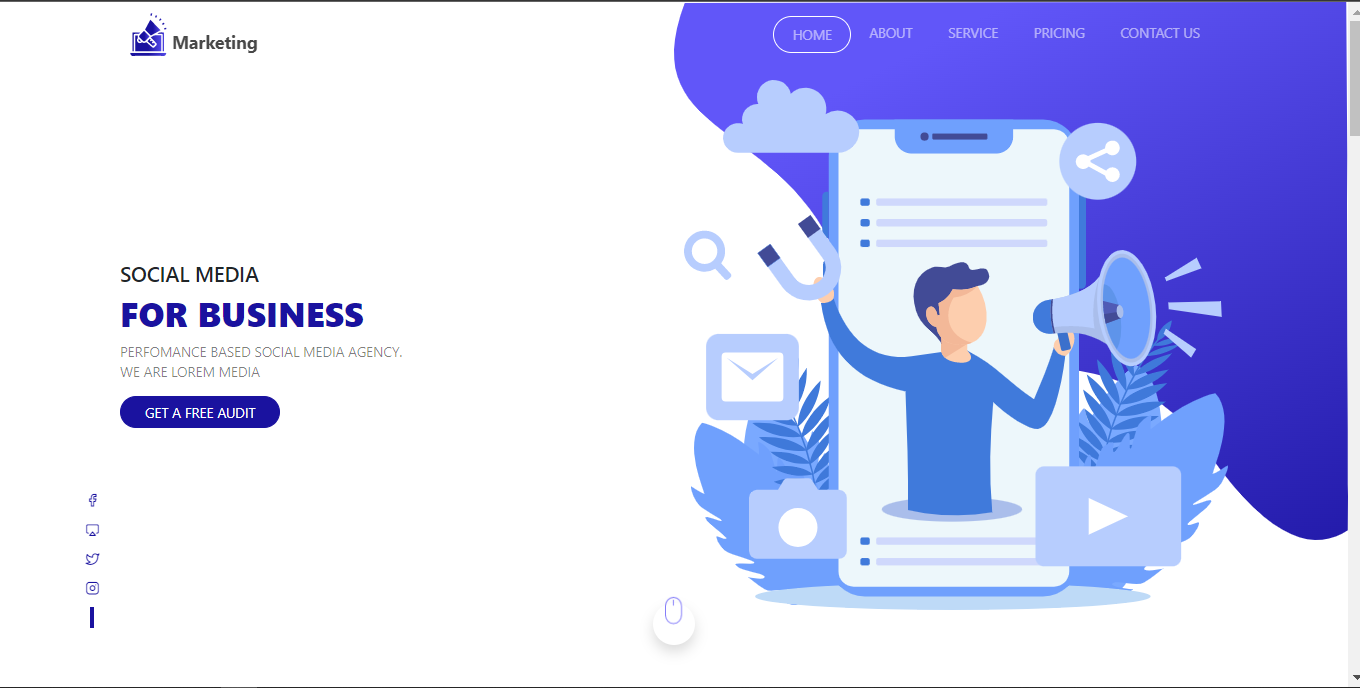 Marketing
HOME ABOUT SERVICE PRICING CONTACT US
SOCIAL MEDIA
FOR BUSINESS
PERFOMANCE BASED SOCIAL MEDIA AGENCY.
WE ARE LOREM MEDIA
GET A FREE AUDIT